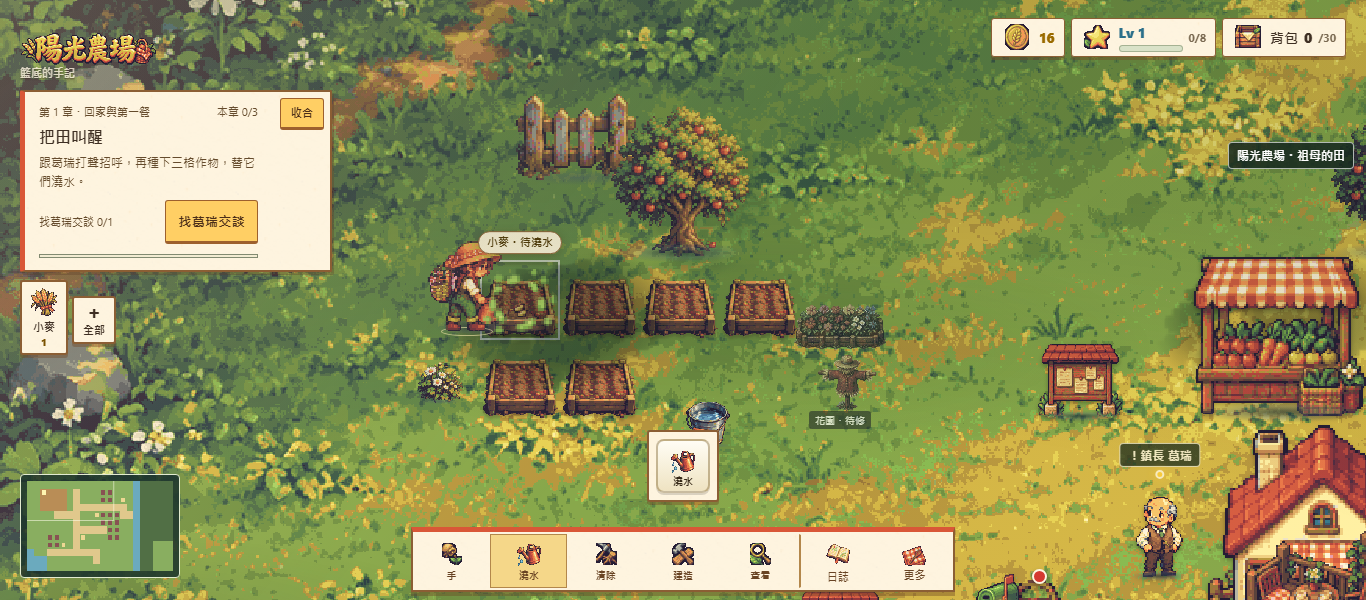 陽光農場
籃底的手記
第 1 章 · 回家與第一餐
本章 0/3
收合
把田叫醒
跟葛瑞打聲招呼，再種下三格作物，替它
們澆水。
找葛瑞交談 0/1
找葛瑞交談
小麥
1
+
全部
16
Lv 1
0/8
背包 0 /30
陽光農場 · 祖母的田
小麥 · 待澆水
花圃 · 待修
！鎮長 葛瑞
澆水
手
澆水
清除
建造
查看
日誌
更多